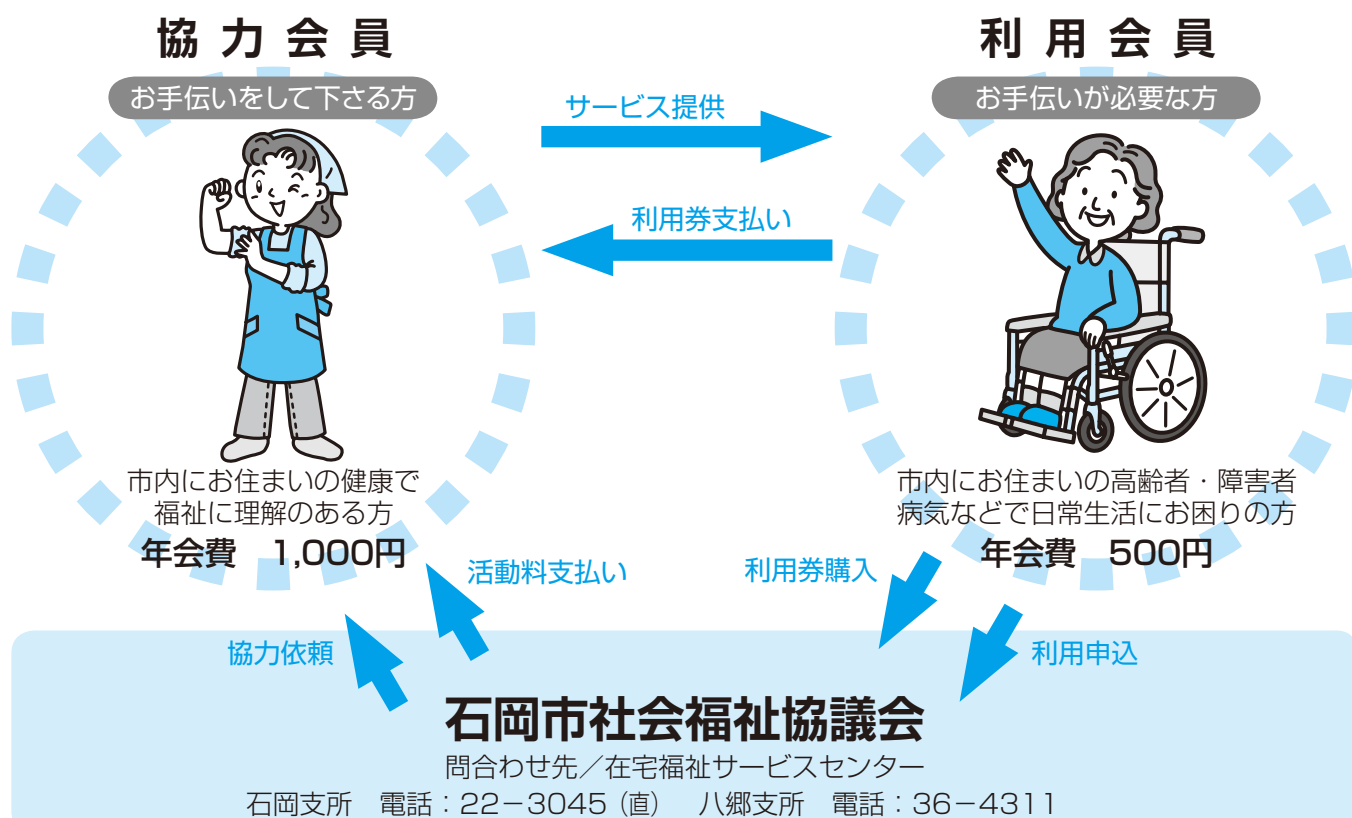 協力会員
お手伝いをして下さる方
市内にお住まいの健康で
福祉に理解のある方
年会費　1,000円
サービス提供
利用券支払い
利用会員
お手伝いが必要な方
市内にお住まいの高齢者・障害者
病気などで日常生活にお困りの方
年会費　500円
活動料支払い
利用券購入
協力依頼
利用申込
石岡市社会福祉協議会
問合わせ先／在宅福祉サービスセンター
石岡支所　電話：22－3045（直）　八郷支所　電話：36－4311